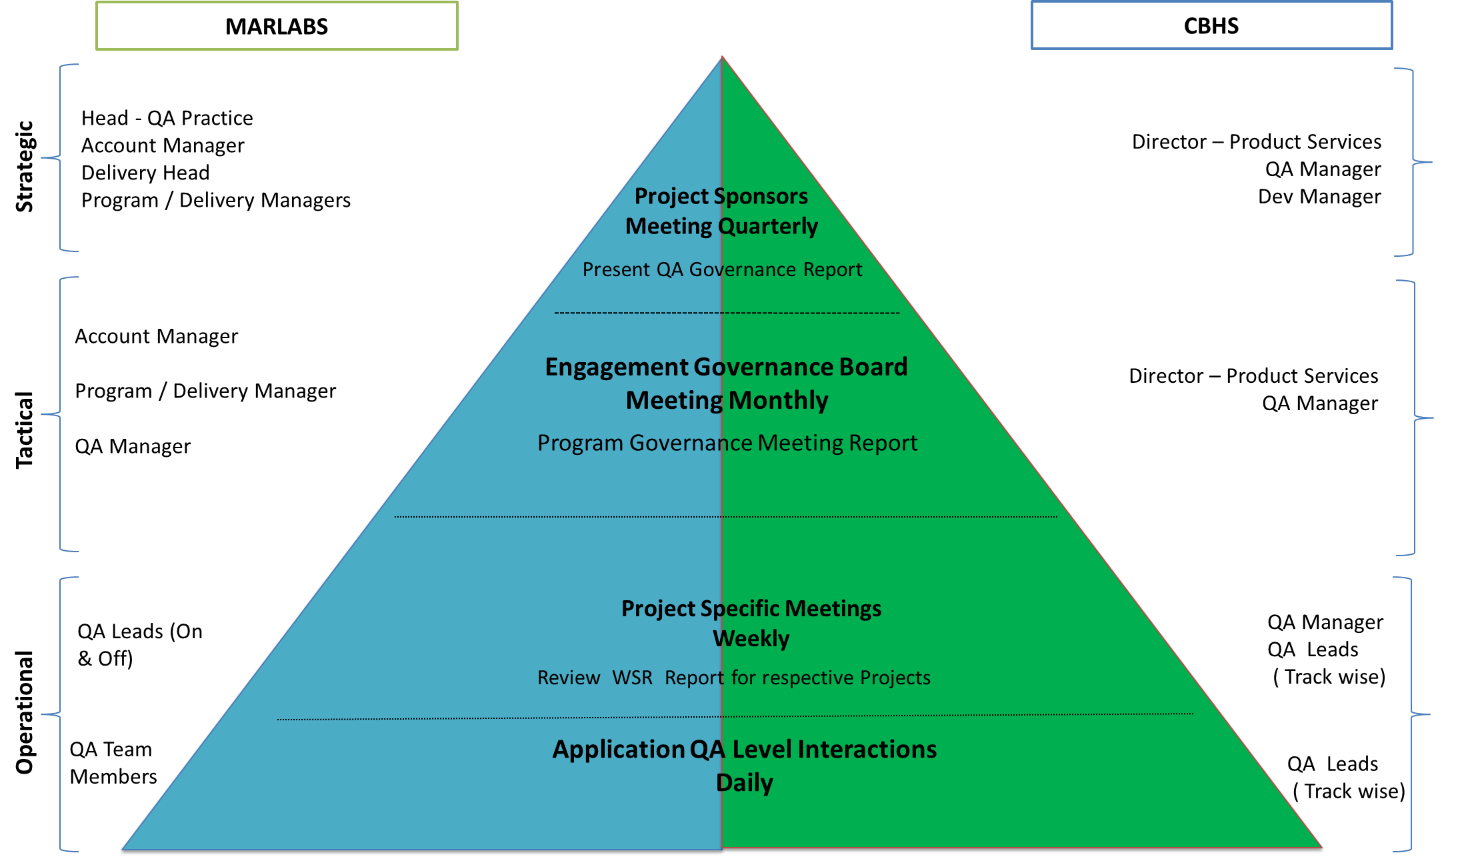 MARLABS
CBHS
Strategic
Head - QA Practice
Account Manager
Delivery Head
Program / Delivery Managers
Project Sponsors
Meeting Quarterly
Present QA Governance Report
Director – Product Services
QA Manager
Dev Manager
Tactical
Account Manager
Program / Delivery Manager
QA Manager
Engagement Governance Board
Meeting Monthly
Program Governance Meeting Report
Director – Product Services
QA Manager
Operational
QA Leads (On
& Off)
Project Specific Meetings
Weekly
Review WSR Report for respective Projects
QA Manager
QA Leads
( Track wise)
QA Team
Members
Application QA Level Interactions
Daily
QA Leads
( Track wise)